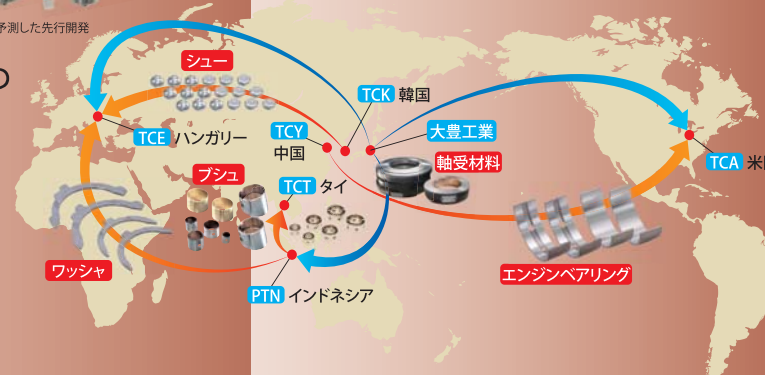 予測した先行開発
の
シュー
TCK 韓国
TCE ハンガリー
TCY
中国
大豊工業
軸受材料
TCA 米
ブシュ
TCT タイ
ワッシャ
エンジンベアリング
PTN インドネシア